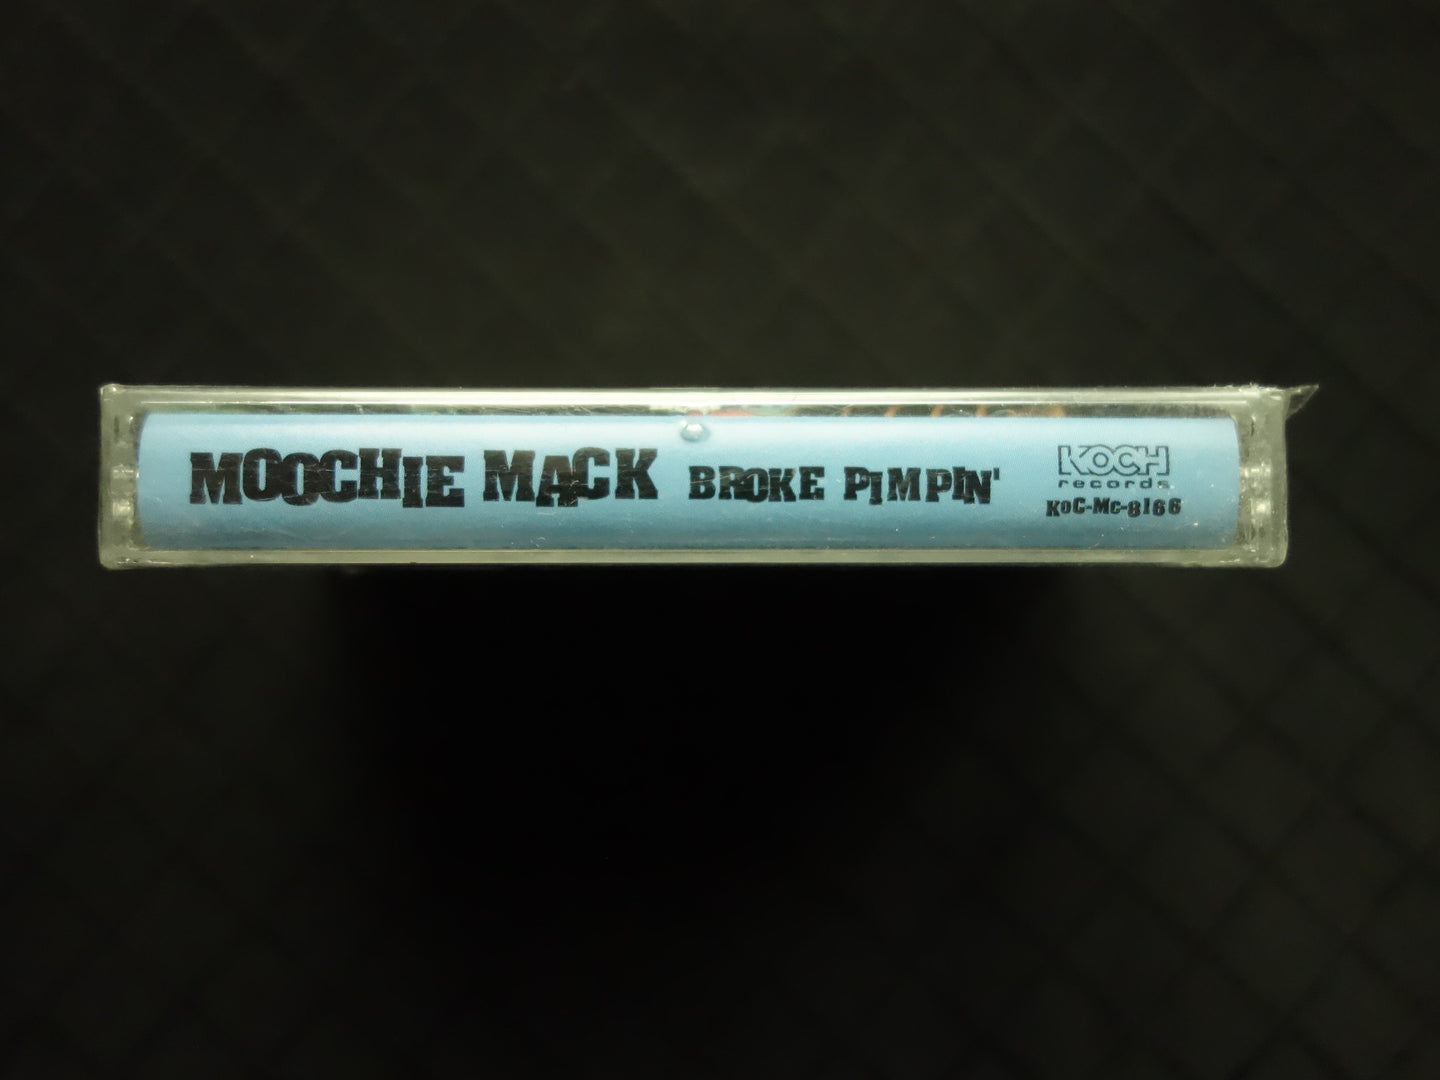 MOOCHIE MACK BROKE PIMPIN'
KOCH
records
KOC-MC-8166